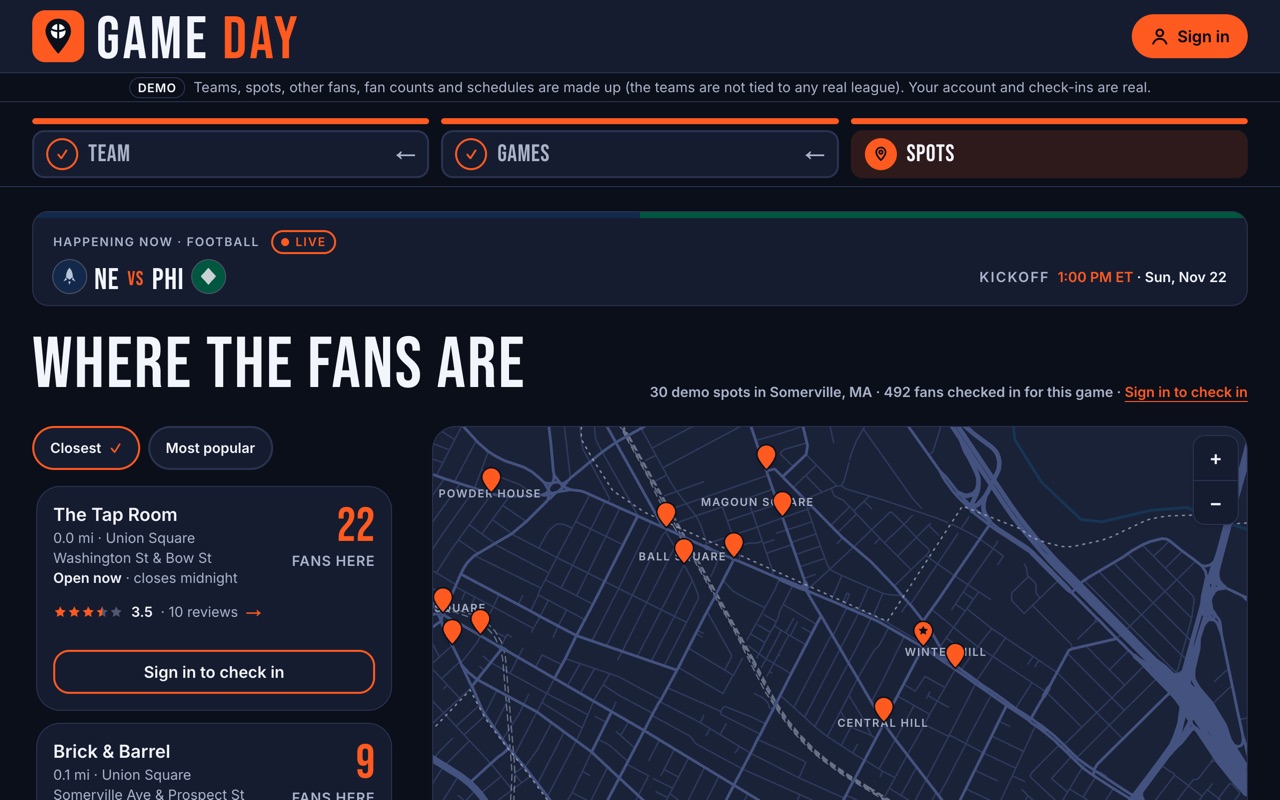 GAME DAY
Sign in
DEMO Teams, spots, other fans, fan counts and schedules are made up (the teams are not tied to any real league). Your account and check-ins are real.
TEAM ←
GAMES ←
SPOTS
HAPPENING NOW · FOOTBALL LIVE
NE VS PHI
KICKOFF 1:00 PM ET · Sun, Nov 22
WHERE THE FANS ARE
30 demo spots in Somerville, MA · 492 fans checked in for this game · Sign in to check in
Closest ✓
Most popular
The Tap Room
22
0.0 mi · Union Square
Washington St & Bow St
FANS HERE
Open now · closes midnight
3.5 · 10 reviews →
Sign in to check in
Brick & Barrel
9
0.1 mi · Union Square
Somerville Ave & Prospect St
FANS HERE
+
−
POWDER HOUSE
MAGOUN SQUARE
BALL SQUARE
QUARE
WINTER HILL
CENTRAL HILL